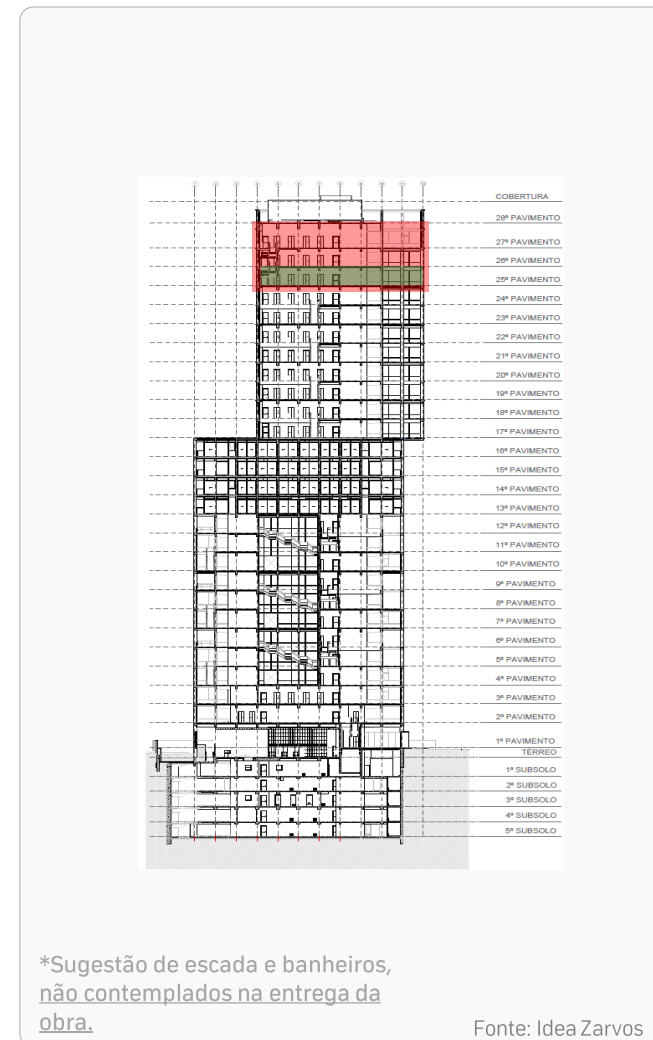 COBERTURA
28º PAVIMENTO
27º PAVIMENTO
26º PAVIMENTO
25º PAVIMENTO
24º PAVIMENTO
23º PAVIMENTO
22º PAVIMENTO
21º PAVIMENTO
20º PAVIMENTO
19º PAVIMENTO
18º PAVIMENTO
17º PAVIMENTO
16º PAVIMENTO
15º PAVIMENTO
14º PAVIMENTO
13º PAVIMENTO
12º PAVIMENTO
11º PAVIMENTO
10º PAVIMENTO
9º PAVIMENTO
8º PAVIMENTO
7º PAVIMENTO
6º PAVIMENTO
5º PAVIMENTO
4º PAVIMENTO
3º PAVIMENTO
2º PAVIMENTO
1º PAVIMENTO
TÉRREO
1º SUBSOLO
2º SUBSOLO
3º SUBSOLO
4º SUBSOLO
5º SUBSOLO
*Sugestão de escada e banheiros,
não contemplados na entrega da
obra.
Fonte: Idea Zarvos